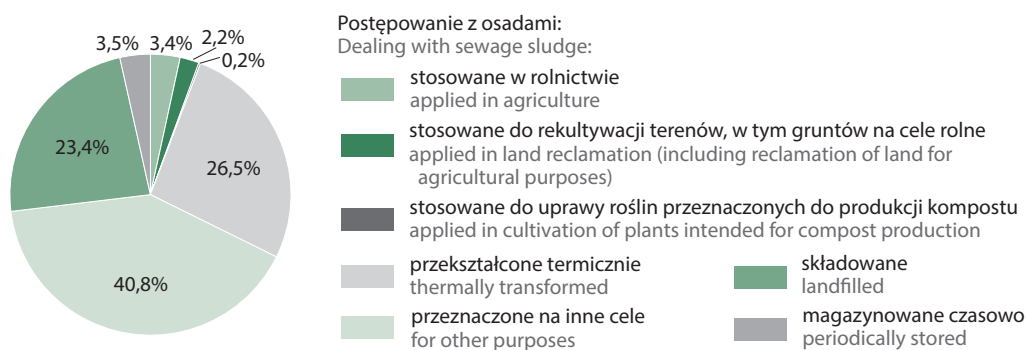 3,5%
3,4%
2,2%
0,2%
26,5%
40,8%
23,4%
Postępowanie z osadami:
Dealing with sewage sludge:
stosowane w rolnictwie
applied in agriculture
stosowane do rekultywacji terenów, w tym gruntów na cele rolne
applied in land reclamation (including reclamation of land for
agricultural purposes)
stosowane do uprawy roślin przeznaczonych do produkcji kompostu
applied in cultivation of plants intended for compost production
przekształcone termicznie
thermally transformed
przeznaczone na inne cele
for other purposes
składowane
landfilled
magazynowane czasowo
periodically stored